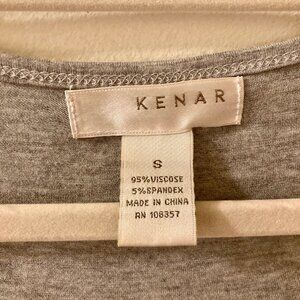 KENAR
S
95%VISCOSE
5%SPANDEX
MADE IN CHINA
RN 108357